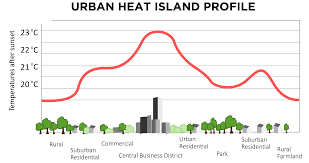 URBAN HEAT ISLAND PROFILE
Temperatures after sunset
23°C
22°C
21°C
20°C
Rural
Suburban
Residential
Commercial
Central Business District
Urban
Residential
Park
Suburban
Residential
Rural
Farmland